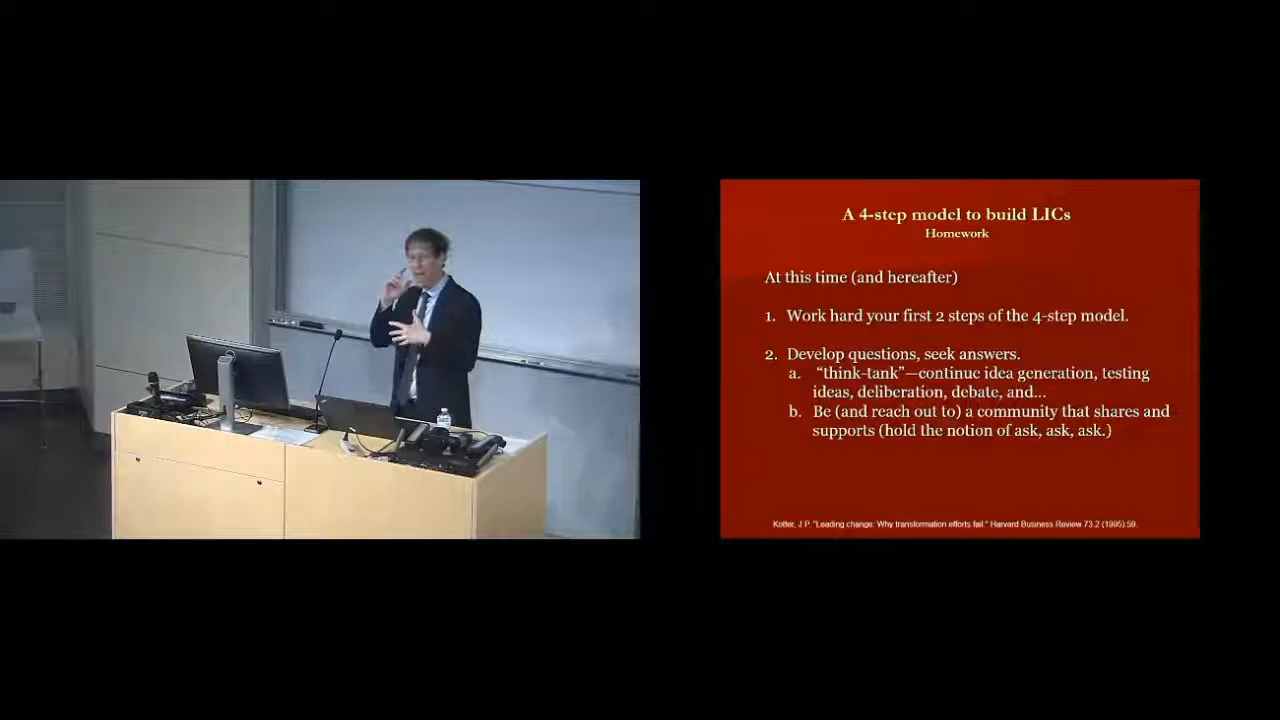 A 4-step model to build LICs
Homework
At this time (and hereafter)
1. Work hard your first 2 steps of the 4-step model.
2. Develop questions, seek answers.
a. “think-tank”—continue idea generation, testing
ideas, deliberation, debate, and...
b. Be (and reach out to) a community that shares and
supports (hold the notion of ask, ask, ask.)
Kotter, J P. "Leading change: Why transformation efforts fail." Harvard Business Review 73.2 (1995) 59.